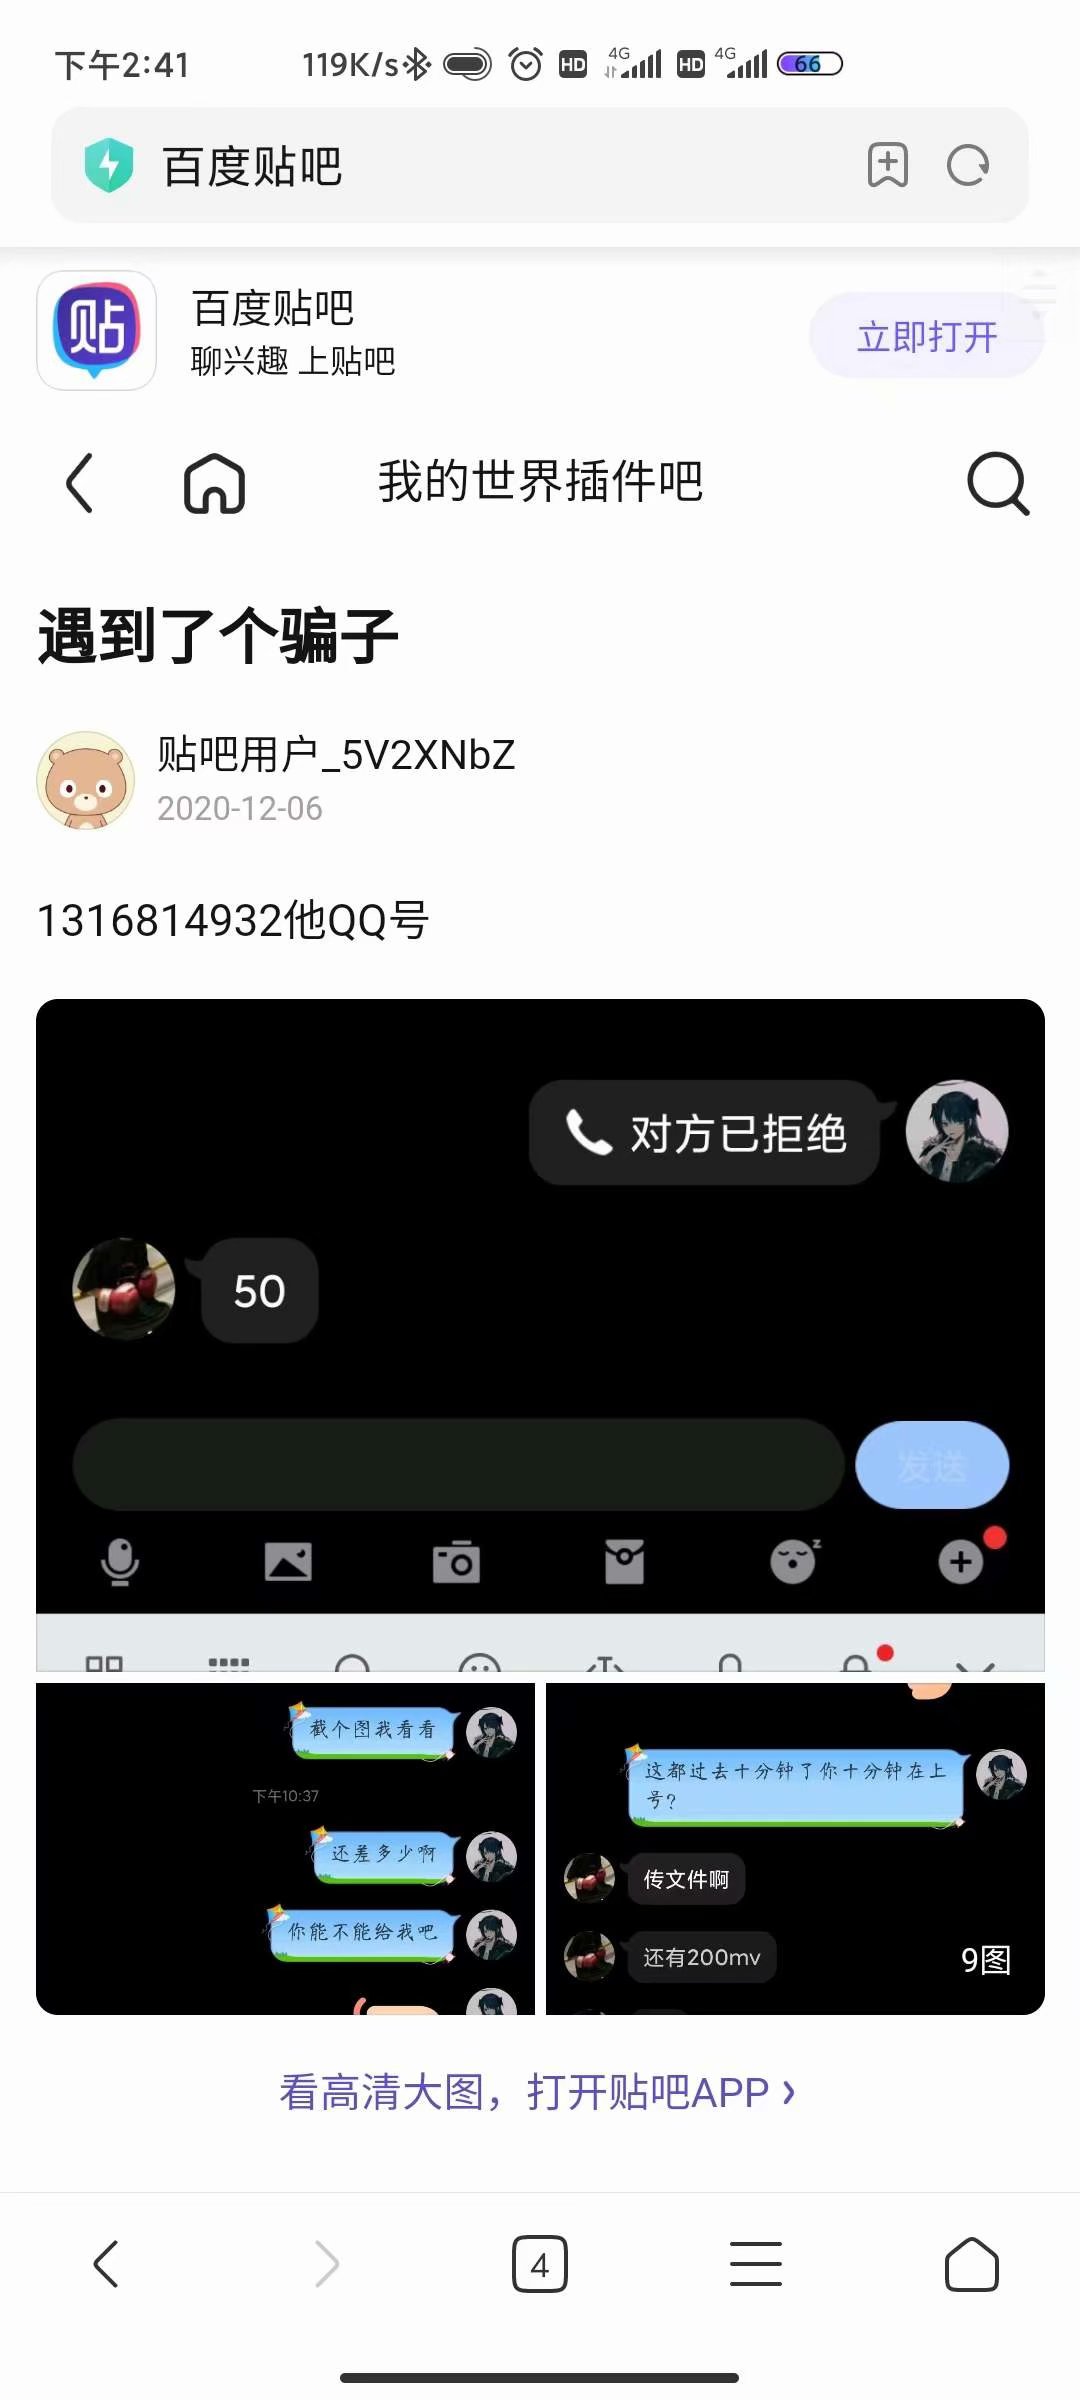 下午2:41
119K/s
HD
4G
HD
4G
66
百度贴吧
贴
百度贴吧
聊兴趣 上贴吧
立即打开
我的世界插件吧
遇到了个骗子
贴吧用户_5V2XNbZ
2020-12-06
1316814932他QQ号
对方已拒绝
50
发送
截个图我看看
下午10:37
还差多少啊
你能不能给我吧
这都过去十分钟了你十分钟在上
号?
传文件啊
还有200mv
9图
看高清大图，打开贴吧APP
4